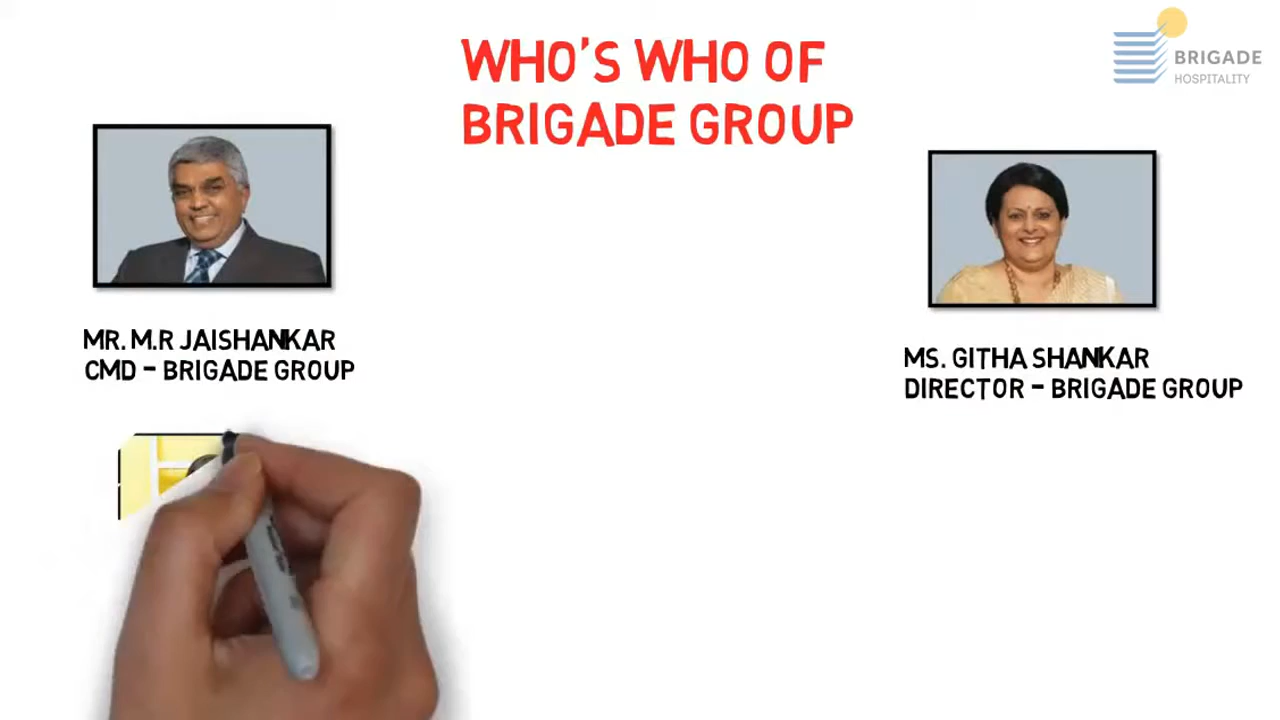 WHO'S WHO OF
BRIGADE GROUP
BRIGADE
HOSPITALITY
MR. M.R JAISHANKAR
CMD - BRIGADE GROUP
MS. GITHA SHANKAR
DIRECTOR - BRIGADE GROUP